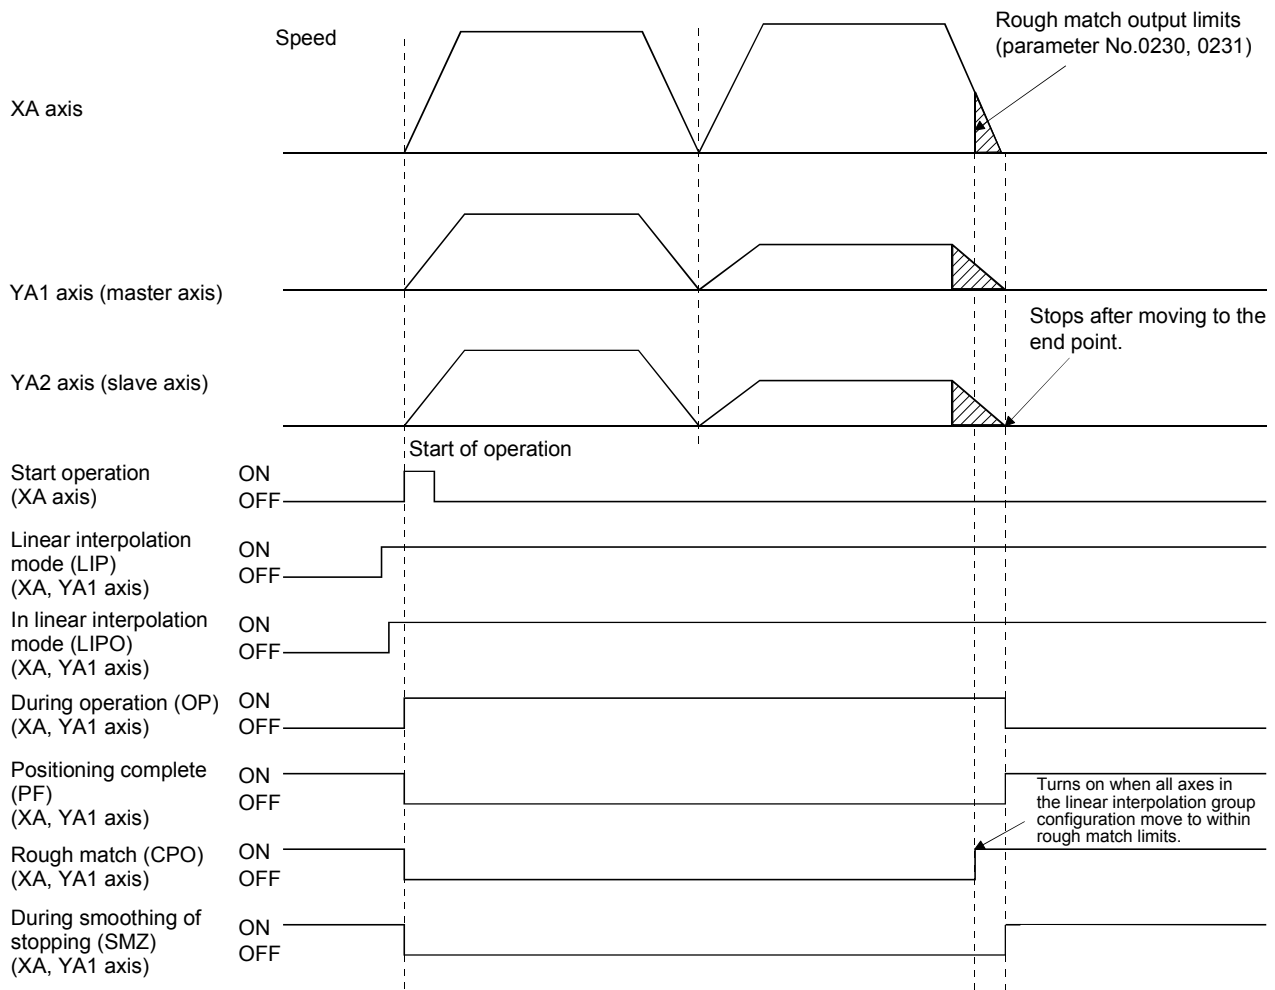 Speed
Rough match output limits
(parameter No.0230, 0231)
XA axis
YA1 axis (master axis)
Stops after moving to the
end point.
YA2 axis (slave axis)
Start of operation
Start operation
(XA axis)
ON
OFF
Linear interpolation
mode (LIP)
(XA, YA1 axis)
ON
OFF
In linear interpolation
mode (LIPO)
(XA, YA1 axis)
ON
OFF
During operation (OP)
(XA, YA1 axis)
ON
OFF
Positioning complete
(PF)
(XA, YA1 axis)
ON
OFF
Turns on when all axes in
the linear interpolation group
configuration move to within
rough match limits.
Rough match (CPO)
(XA, YA1 axis)
ON
OFF
During smoothing of
stopping (SMZ)
(XA, YA1 axis)
ON
OFF